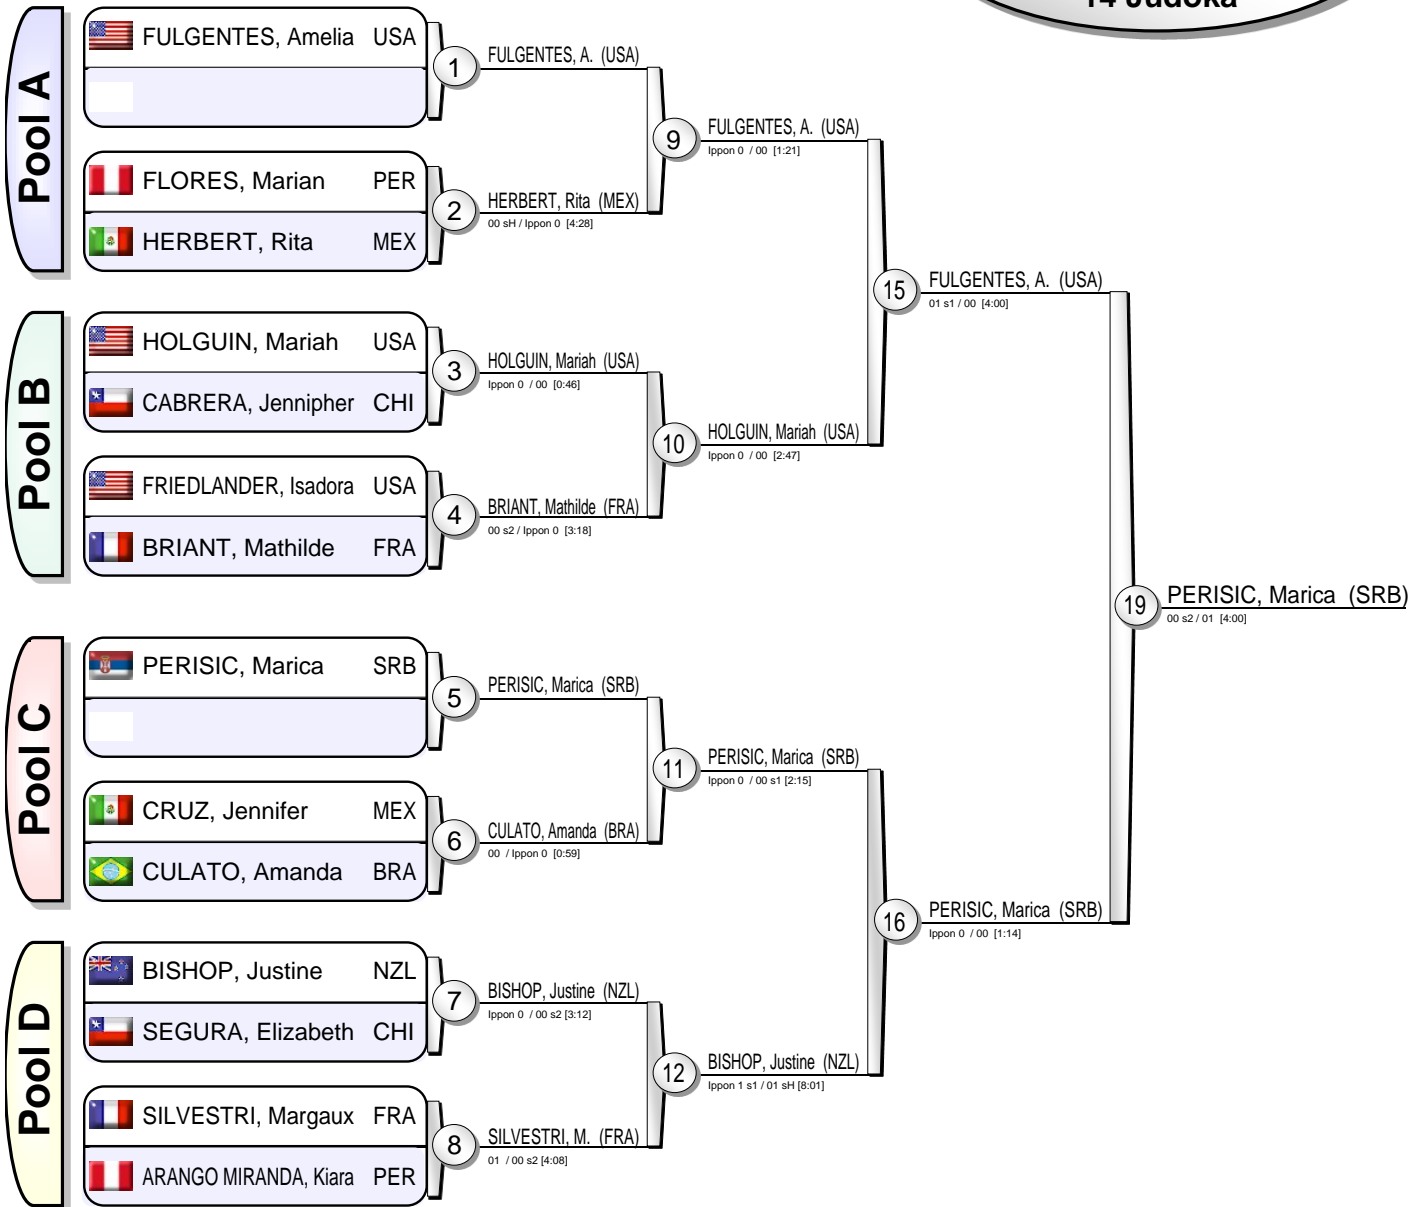 14 Judoka
Pool A
FULGENTES, Amelia USA
FLORES, Marian PER
HERBERT, Rita MEX
1
FULGENTES, A. (USA)
2
HERBERT, Rita (MEX)
00 sH / Ippon 0 [4:28]
9
FULGENTES, A. (USA)
Ippon 0 / 00 [1:21]
Pool B
HOLGUIN, Mariah USA
CABRERA, Jennipher CHI
FRIEDLANDER, Isadora USA
BRIANT, Mathilde FRA
3
HOLGUIN, Mariah (USA)
Ippon 0 / 00 [0:46]
4
BRIANT, Mathilde (FRA)
00 s2 / Ippon 0 [3:18]
10
HOLGUIN, Mariah (USA)
Ippon 0 / 00 [2:47]
15
FULGENTES, A. (USA)
01 s1 / 00 [4:00]
Pool C
PERISIC, Marica SRB
CRUZ, Jennifer MEX
CULATO, Amanda BRA
5
PERISIC, Marica (SRB)
6
CULATO, Amanda (BRA)
00 / Ippon 0 [0:59]
11
PERISIC, Marica (SRB)
Ippon 0 / 00 s1 [2:15]
Pool D
BISHOP, Justine NZL
SEGURA, Elizabeth CHI
SILVESTRI, Margaux FRA
ARANGO MIRANDA, Kiara PER
7
BISHOP, Justine (NZL)
Ippon 0 / 00 s2 [3:12]
8
SILVESTRI, M. (FRA)
01 / 00 s2 [4:08]
12
BISHOP, Justine (NZL)
Ippon 1 s1 / 01 sH [8:01]
16
PERISIC, Marica (SRB)
Ippon 0 / 00 [1:14]
19
PERISIC, Marica (SRB)
00 s2 / 01 [4:00]